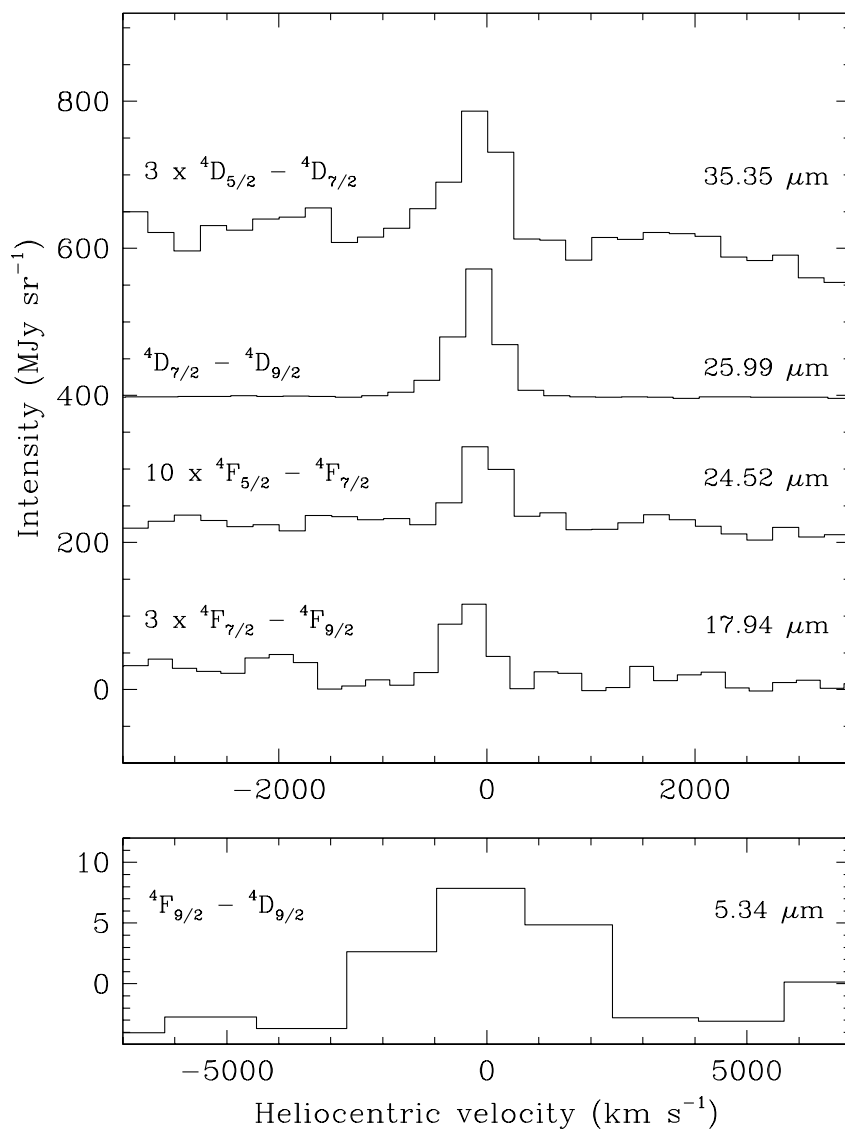 800
3 x ⁴D₅/₂ − ⁴D₇/₂ 35.35 μm
600
⁴D₇/₂ − ⁴D₉/₂ 25.99 μm
400
10 x ⁴F₅/₂ − ⁴F₇/₂ 24.52 μm
200
3 x ⁴F₇/₂ − ⁴F₉/₂ 17.94 μm
0
Intensity (MJy sr⁻¹)
−2000 0 2000
10
⁴F₉/₂ − ⁴D₉/₂ 5.34 μm
5
0
−5000 0 5000
Heliocentric velocity (km s⁻¹)